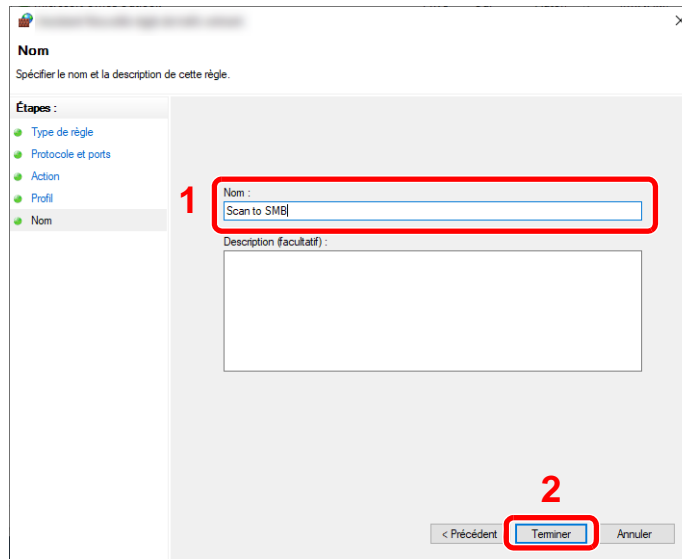 Nom
Spécifier le nom et la description de cette règle.
Étapes :
Type de règle
Protocole et ports
Action
Profil
Nom
1
Nom :
Scan to SMB
Description (facultatif) :
2
< Précédent
Terminer
Annuler